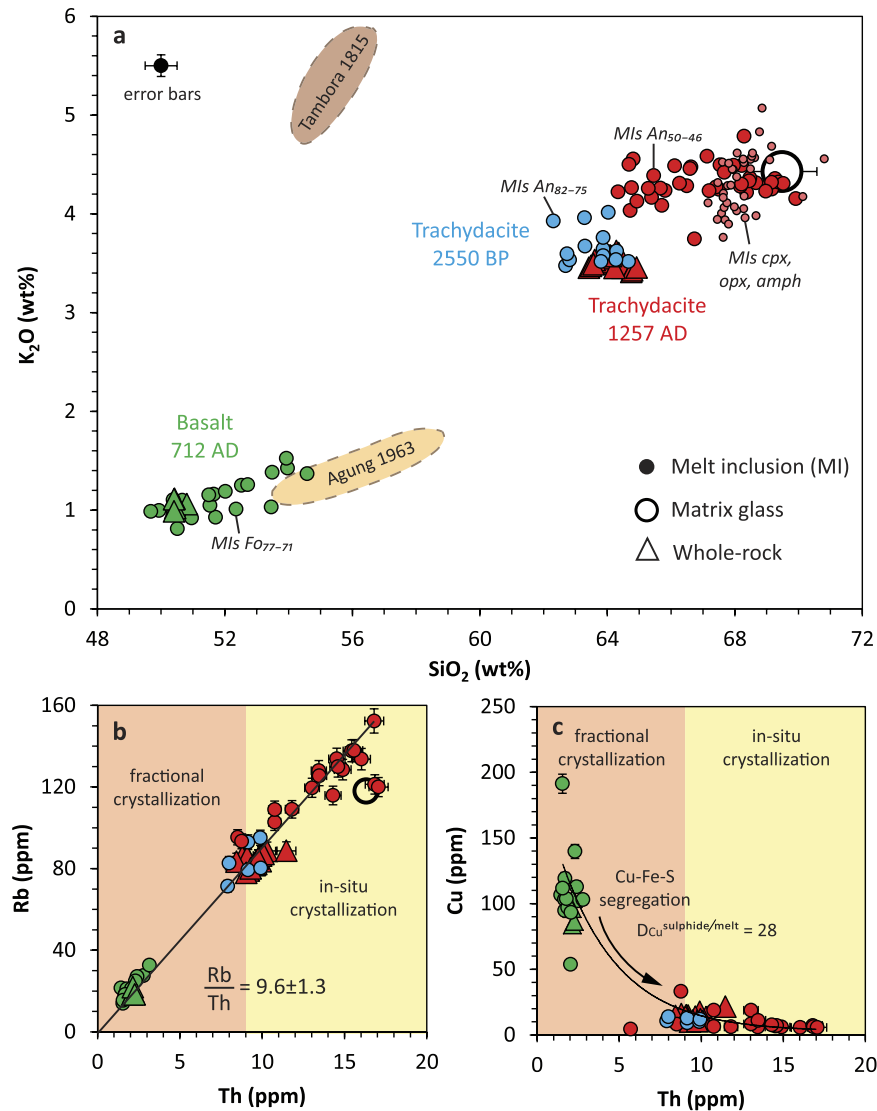 a
6
5
4
3
2
1
0
K₂O (wt%)
error bars
Tambora 1815
MIs An₅₀₋₄₆
MIs An₈₂₋₇₅
Trachydacite
2550 BP
MIs cpx,
opx, amph
Trachydacite
1257 AD
Basalt
712 AD
Agung 1963
MIs Fo₇₇₋₇₁
Melt inclusion (MI)
Matrix glass
Whole-rock
48 52 56 60 64 68 72
SiO₂ (wt%)
b
160
120
80
40
0
Rb (ppm)
fractional
crystallization
in-situ
crystallization
Rb
Th
= 9.6±1.3
0 5 10 15 20
Th (ppm)
c
250
200
150
100
50
0
Cu (ppm)
fractional
crystallization
in-situ
crystallization
Cu-Fe-S
segregation
DCu^sulphide/melt = 28
0 5 10 15 20
Th (ppm)